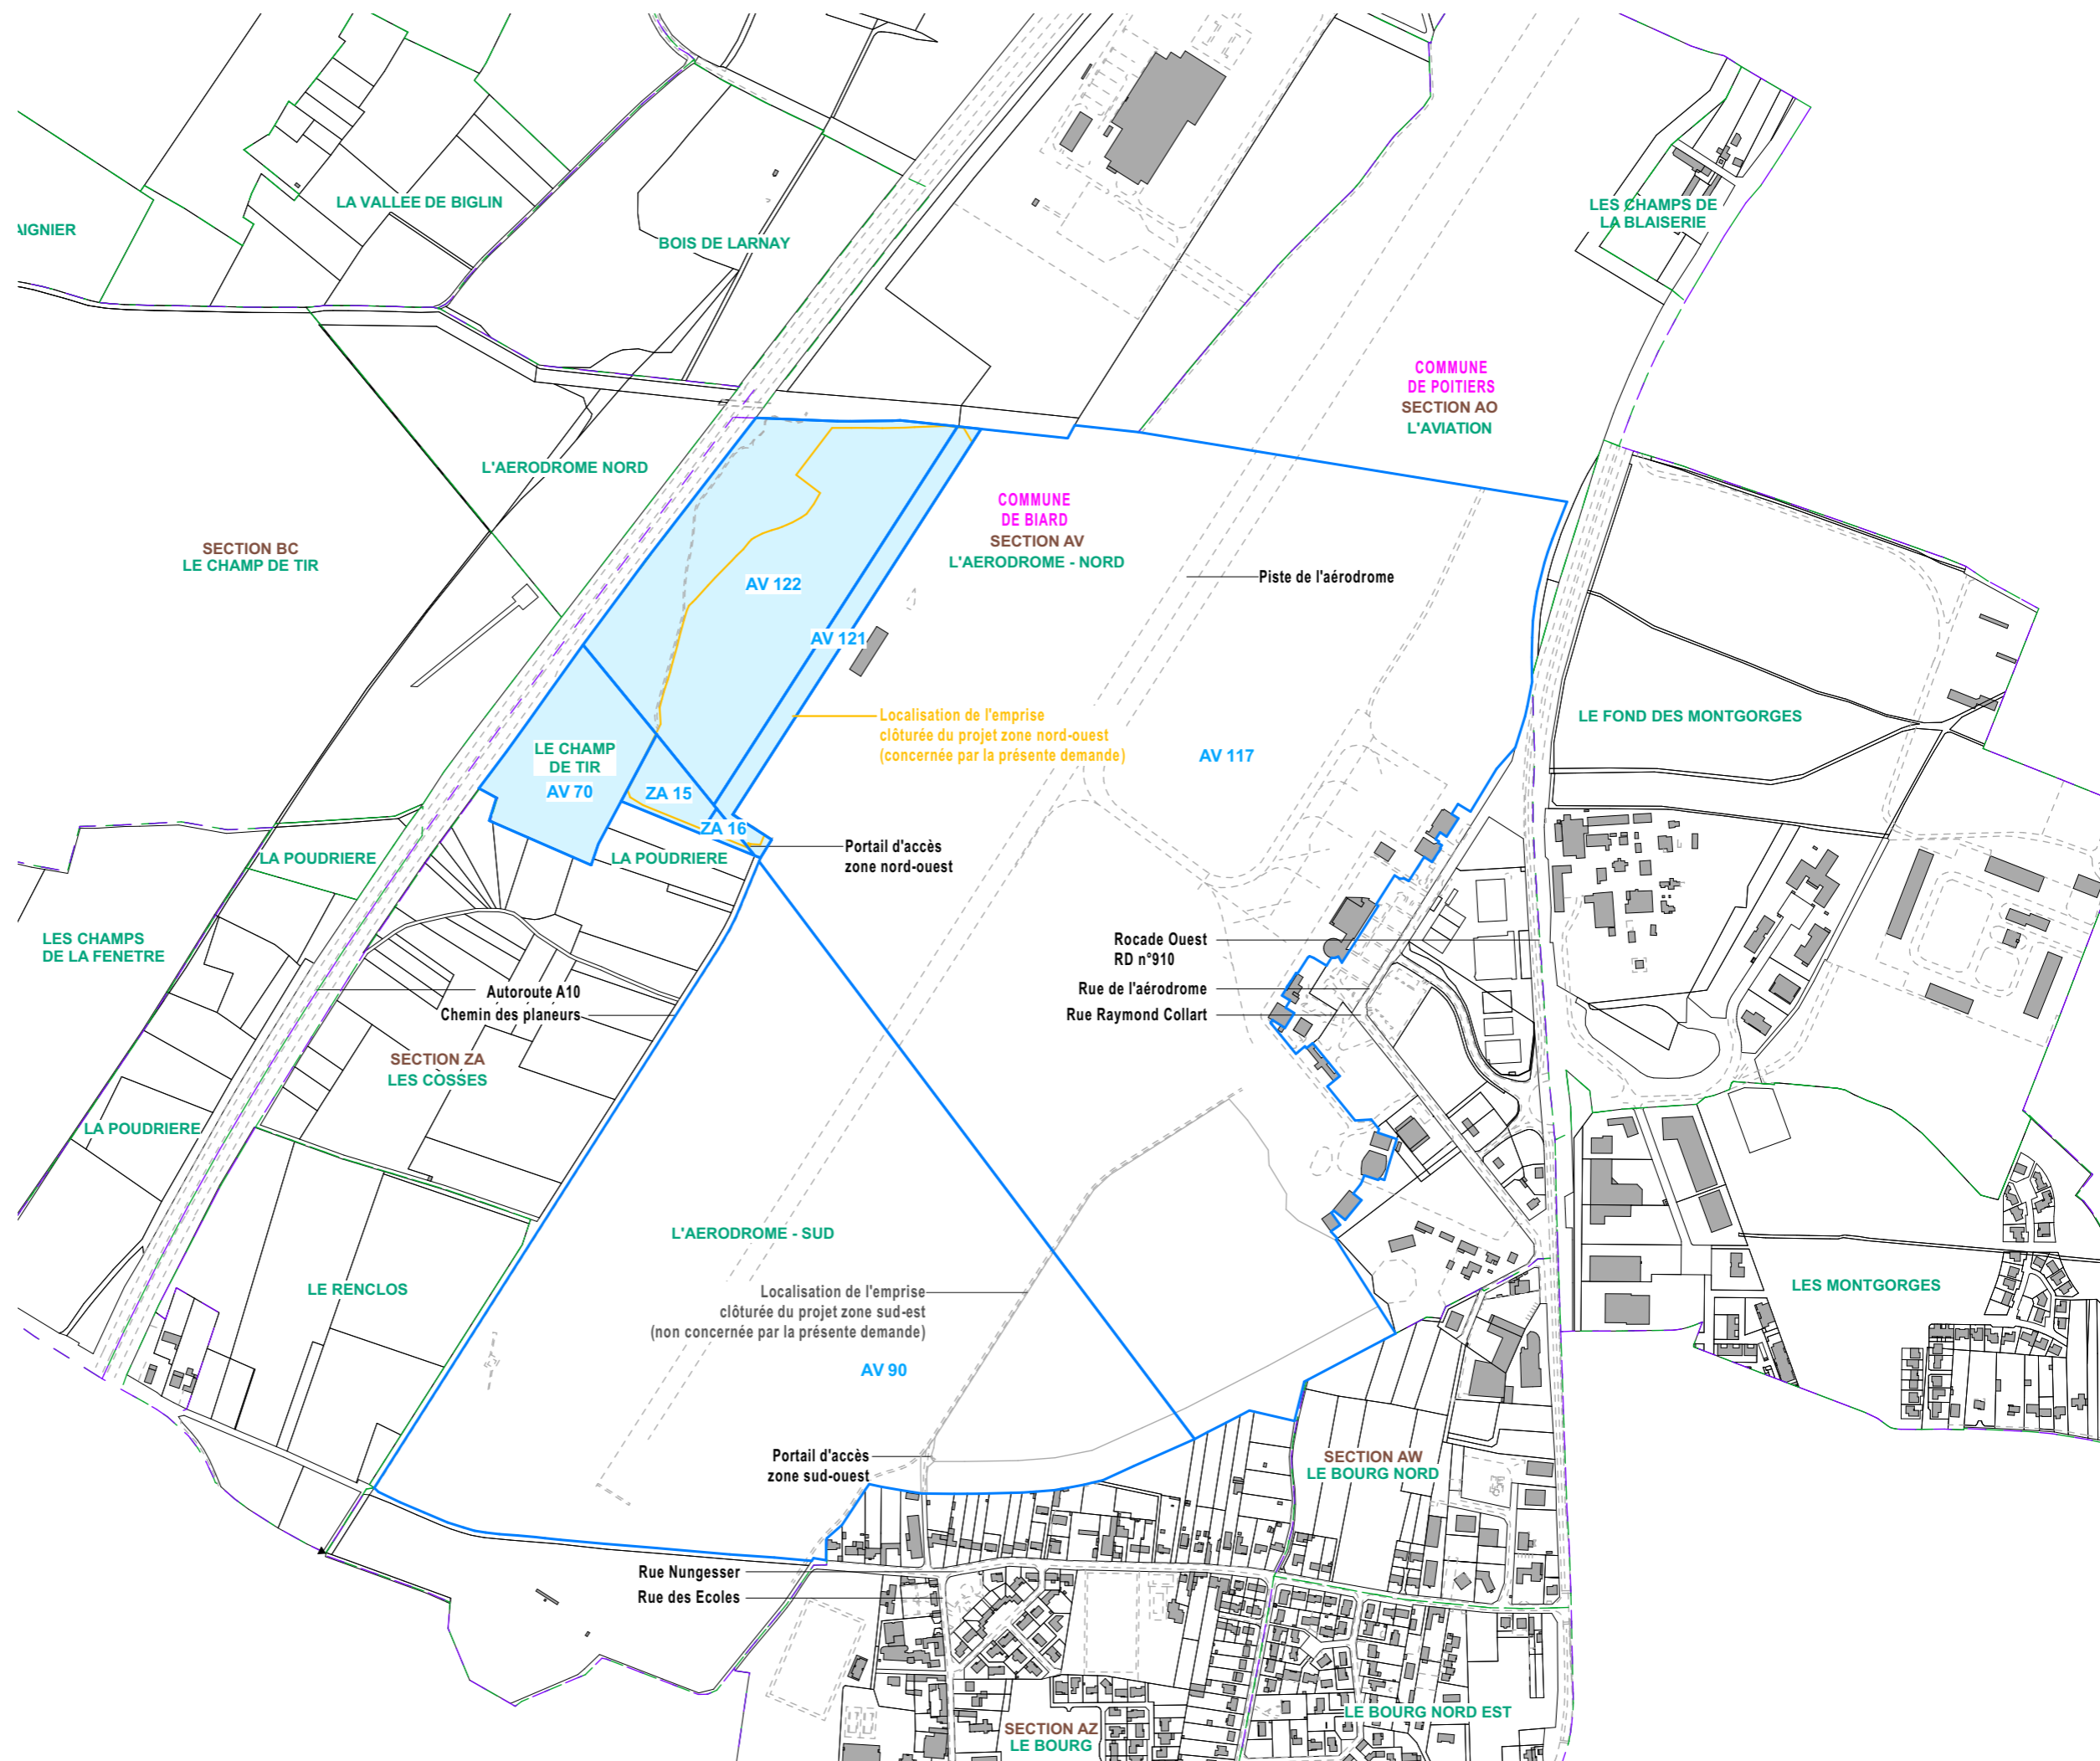 LA VALLEE DE BIGLIN
AIGNIER
BOIS DE LARNAY
LES CHAMPS DE
LA BLAISERIE
COMMUNE
DE POITIERS
SECTION AO
L'AVIATION
L'AERODROME NORD
COMMUNE
DE BIARD
SECTION AV
L'AERODROME - NORD
SECTION BC
LE CHAMP DE TIR
Piste de l'aérodrome
AV 122
AV 121
Localisation de l'emprise
clôturée du projet zone nord-ouest
(concernée par la présente demande)
LE FOND DES MONTGORGES
AV 117
LE CHAMP
DE TIR
AV 70
ZA 15
ZA 16
Portail d'accès
zone nord-ouest
LA POUDRIERE
LA POUDRIERE
LES CHAMPS
DE LA FENETRE
Rocade Ouest
RD n°910
Rue de l'aérodrome
Rue Raymond Collart
Autoroute A10
Chemin des planeurs
SECTION ZA
LES COSSES
LA POUDRIERE
L'AERODROME - SUD
LE RENCLOS
Localisation de l'emprise
clôturée du projet zone sud-est
(non concernée par la présente demande)
LES MONTGORGES
AV 90
Portail d'accès
zone sud-ouest
SECTION AW
LE BOURG NORD
Rue Nungesser
Rue des Ecoles
LE BOURG NORD EST
SECTION AZ
LE BOURG